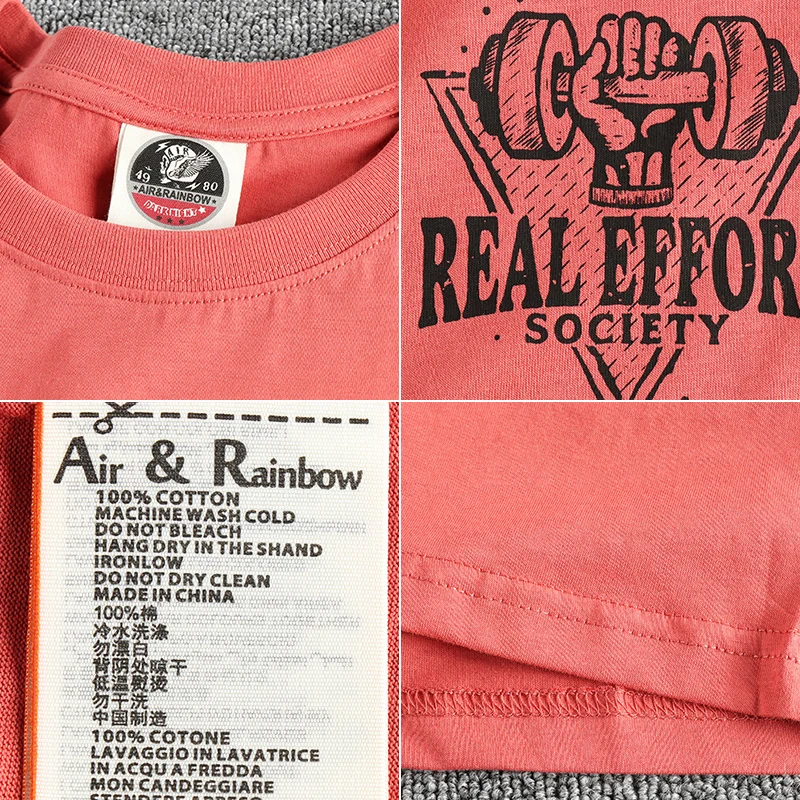 AIR
49 80
★AIR&RAINBOW★
DARKNIGHT
REAL EFFOR
SOCIETY
Air & Rainbow
100% COTTON
MACHINE WASH COLD
DO NOT BLEACH
HANG DRY IN THE SHAND
IRONLOW
DO NOT DRY CLEAN
MADE IN CHINA
100%棉
冷水洗涤
勿漂白
背阴处晾干
低温熨烫
勿干洗
中国制造
100% COTONE
LAVAGGIO IN LAVATRICE
IN ACQUA FREDDA
MON CANDEGGIARE
STENDERE APRESO